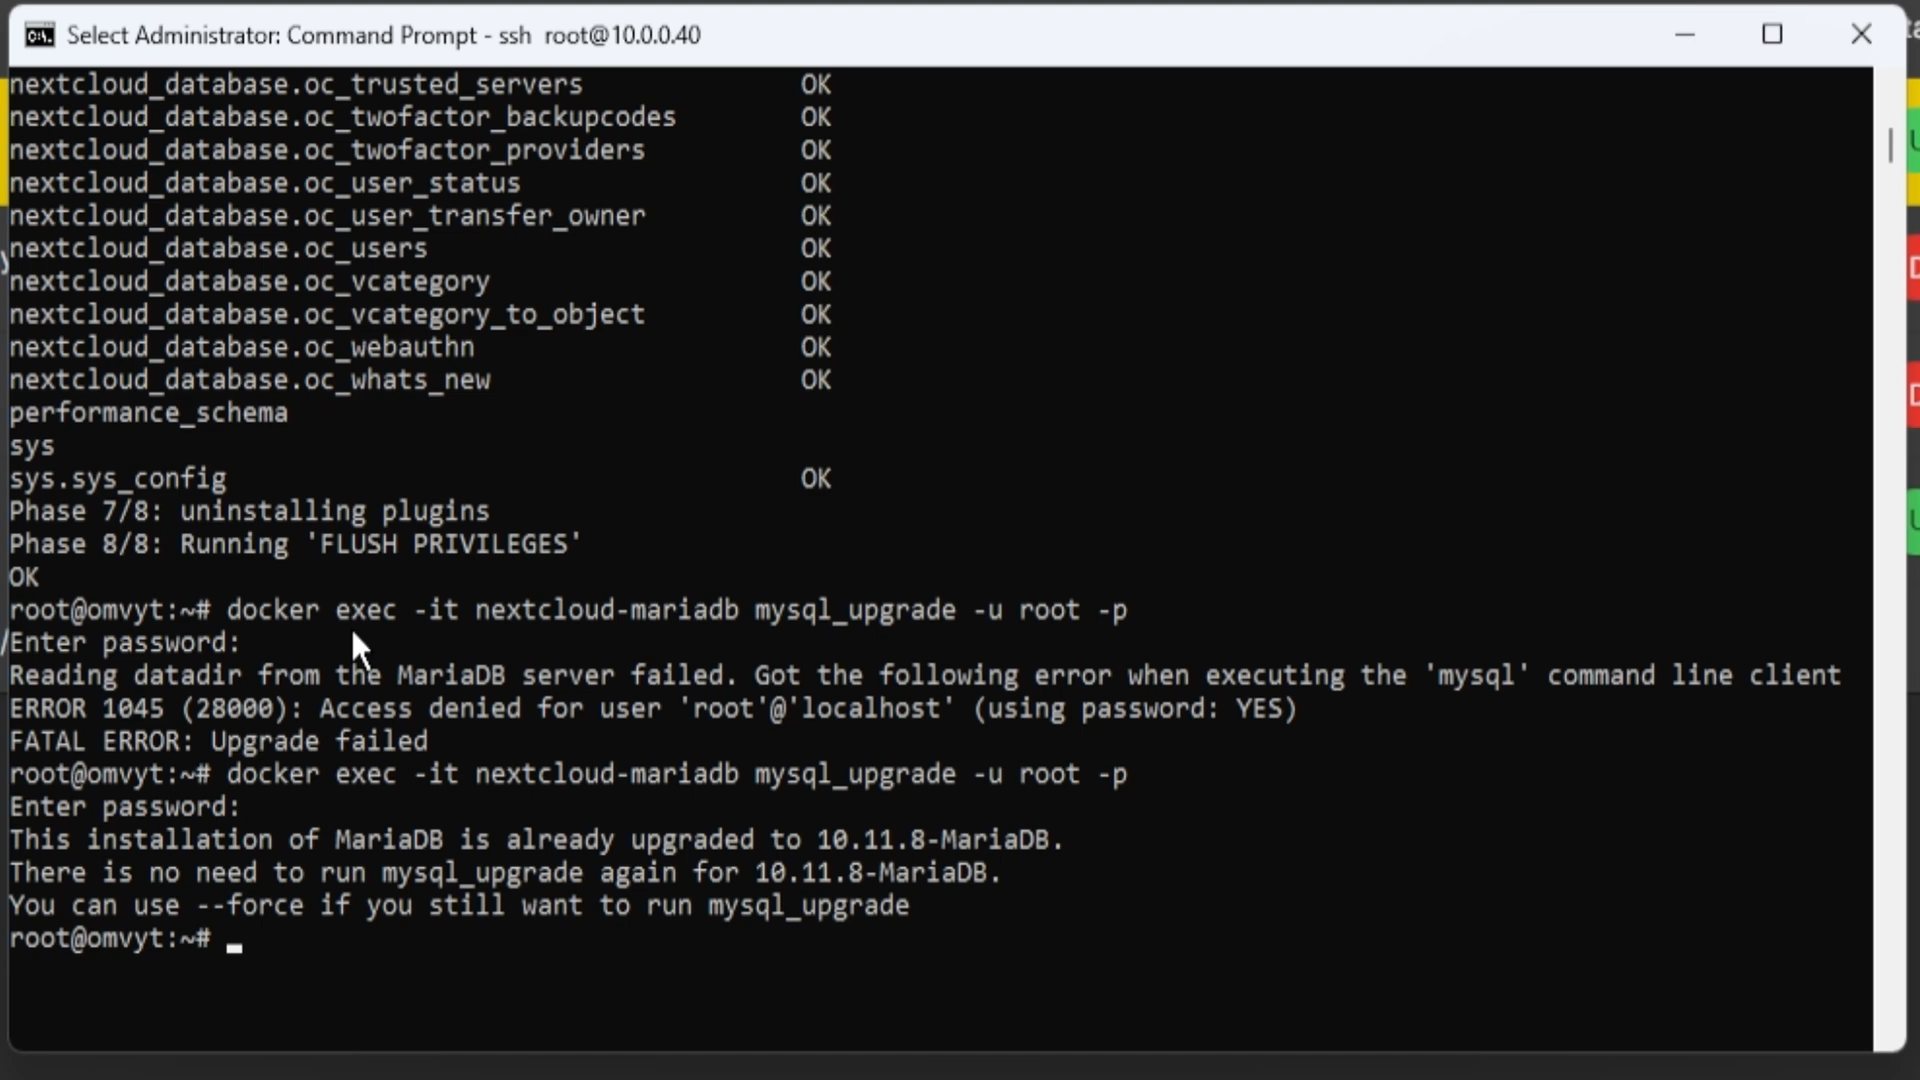 Select Administrator: Command Prompt - ssh root@10.0.0.40
nextcloud_database.oc_trusted_servers OK
nextcloud_database.oc_twofactor_backupcodes OK
nextcloud_database.oc_twofactor_providers OK
nextcloud_database.oc_user_status OK
nextcloud_database.oc_user_transfer_owner OK
nextcloud_database.oc_users OK
nextcloud_database.oc_vcategory OK
nextcloud_database.oc_vcategory_to_object OK
nextcloud_database.oc_webauthn OK
nextcloud_database.oc_whats_new OK
performance_schema
sys
sys.sys_config OK
Phase 7/8: uninstalling plugins
Phase 8/8: Running 'FLUSH PRIVILEGES'
OK
root@omvyt:~# docker exec -it nextcloud-mariadb mysql_upgrade -u root -p
Enter password:
Reading datadir from the MariaDB server failed. Got the following error when executing the 'mysql' command line client
ERROR 1045 (28000): Access denied for user 'root'@'localhost' (using password: YES)
FATAL ERROR: Upgrade failed
root@omvyt:~# docker exec -it nextcloud-mariadb mysql_upgrade -u root -p
Enter password:
This installation of MariaDB is already upgraded to 10.11.8-MariaDB.
There is no need to run mysql_upgrade again for 10.11.8-MariaDB.
You can use --force if you still want to run mysql_upgrade
root@omvyt:~#